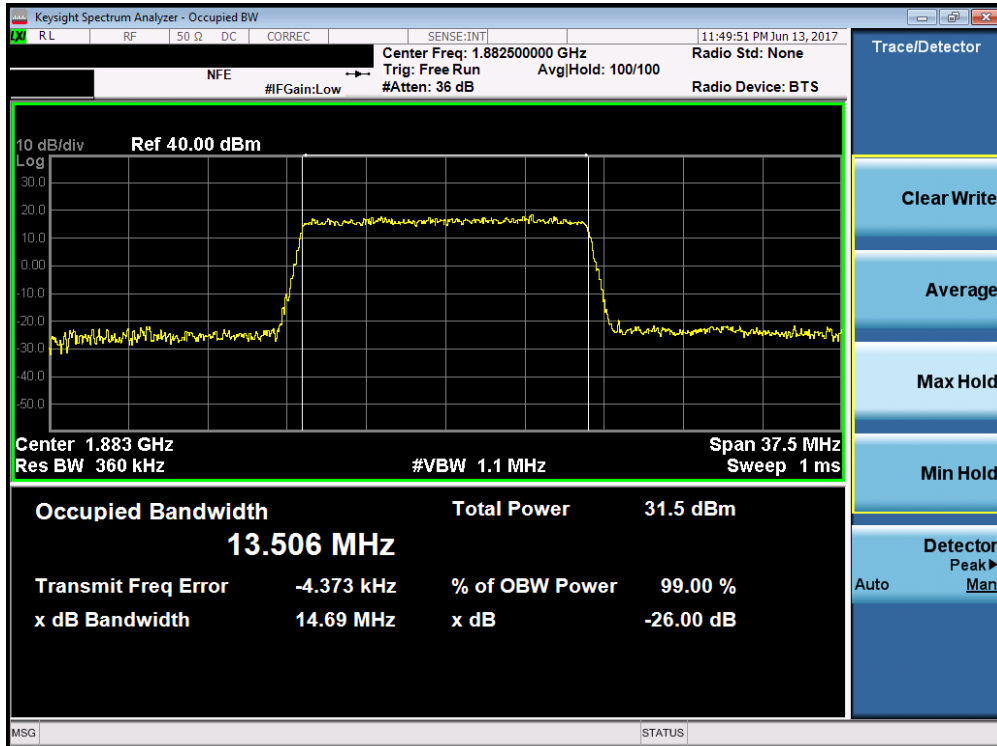 Keysight Spectrum Analyzer - Occupied BW
LXI RL RF 50 Ω DC CORREC SENSE:INT 11:49:51 PM Jun 13, 2017
Center Freq: 1.882500000 GHz Radio Std: None
NFE Trig: Free Run Avg|Hold: 100/100
#IFGain:Low #Atten: 36 dB Radio Device: BTS
Trace/Detector
10 dB/div Ref 40.00 dBm
Log
30.0
20.0
10.0
0.00
-10.0
-20.0
-30.0
-40.0
-50.0
Center 1.883 GHz Span 37.5 MHz
Res BW 360 kHz #VBW 1.1 MHz Sweep 1 ms
Occupied Bandwidth Total Power 31.5 dBm
13.506 MHz
Transmit Freq Error -4.373 kHz % of OBW Power 99.00 %
x dB Bandwidth 14.69 MHz x dB -26.00 dB
Clear Write
Average
Max Hold
Min Hold
Detector
Peak▶
Auto Man
MSG STATUS